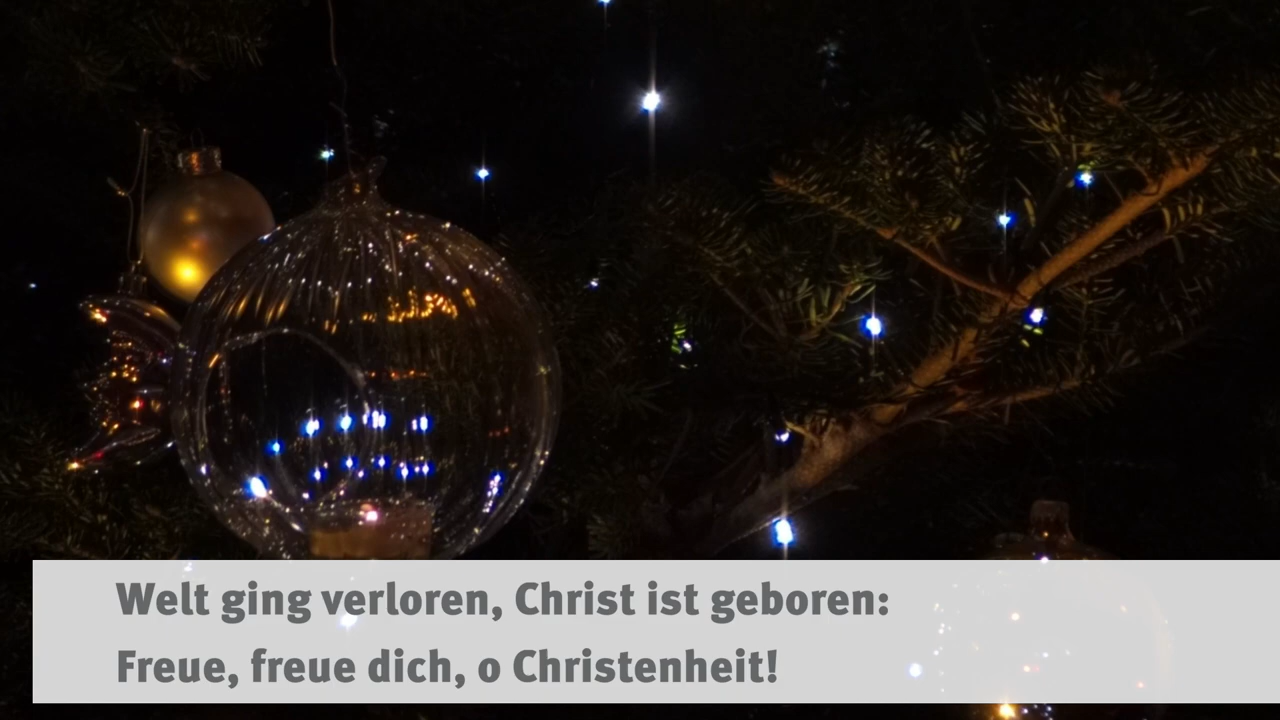 Welt ging verloren, Christ ist geboren:
Freue, freue dich, o Christenheit!